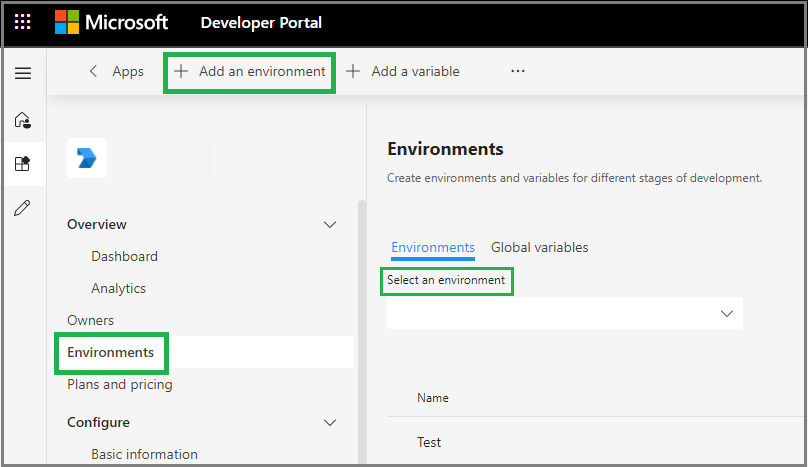 Microsoft Developer Portal
Apps + Add an environment + Add a variable ...
Environments
Create environments and variables for different stages of development.
Environments Global variables
Select an environment
Name
Test
Overview
Dashboard
Analytics
Owners
Environments
Plans and pricing
Configure
Basic information